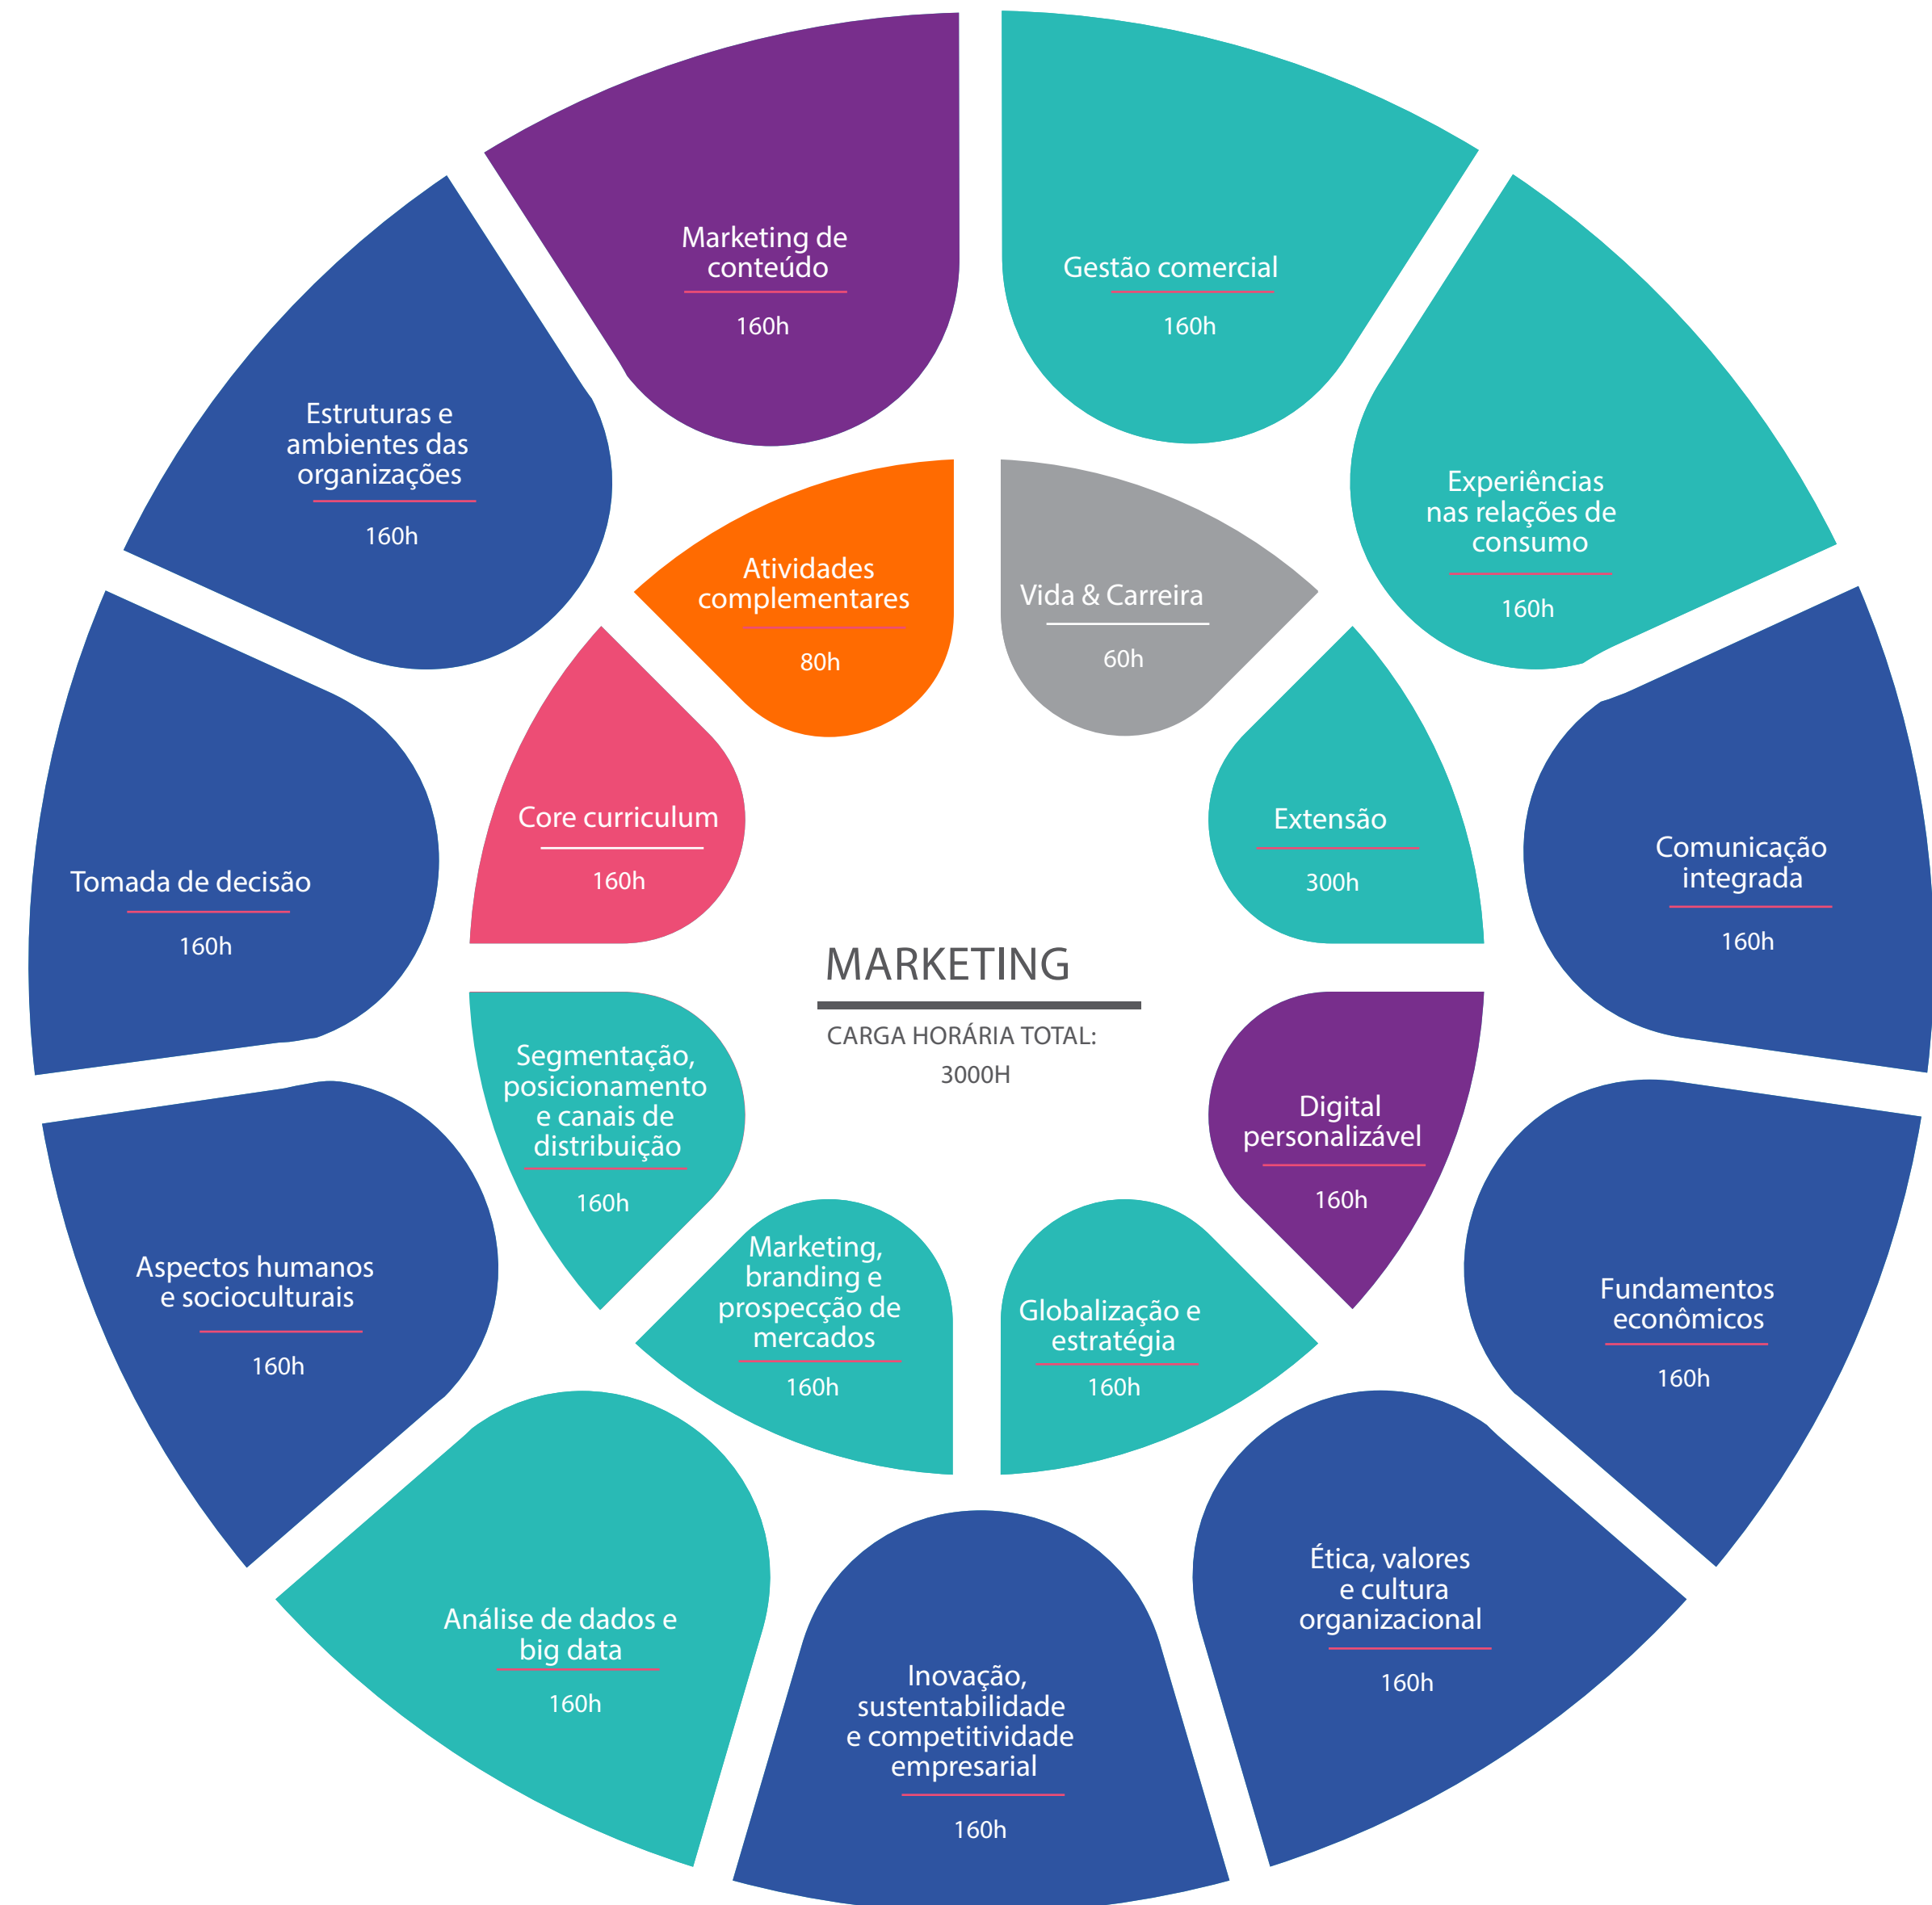 Marketing de
conteúdo
160h
Gestão comercial
160h
Estruturas e
ambientes das
organizações
160h
Experiências
nas relações de
consumo
160h
Atividades
complementares
80h
Vida & Carreira
60h
Core curriculum
160h
Extensão
300h
Tomada de decisão
160h
Comunicação
integrada
160h
MARKETING
CARGA HORÁRIA TOTAL:
3000H
Segmentação,
posicionamento
e canais de
distribuição
160h
Digital
personalizável
160h
Aspectos humanos
e socioculturais
160h
Marketing,
branding e
prospecção de
mercados
160h
Globalização e
estratégia
160h
Fundamentos
econômicos
160h
Análise de dados e
big data
160h
Ética, valores
e cultura
organizacional
160h
Inovação,
sustentabilidade
e competitividade
empresarial
160h